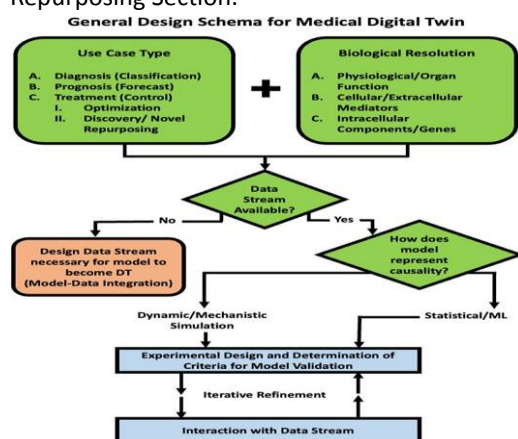 Repurposing Section.
General Design Schema for Medical Digital Twin
Use Case Type
A. Diagnosis (Classification)
B. Prognosis (Forecast)
C. Treatment (Control)
I. Optimization
II. Discovery/ Novel
Repurposing
+
Biological Resolution
A. Physiological/Organ
Function
B. Cellular/Extracellular
Mediators
C. Intracellular
Components/Genes
Data
Stream
Available?
No
Yes
Design Data Stream
necessary for model to
become DT
(Model-Data Integration)
How does
model
represent
causality?
Dynamic/Mechanistic
Simulation
Statistical/ML
Experimental Design and Determination of
Criteria for Model Validation
Iterative Refinement
Interaction with Data Stream